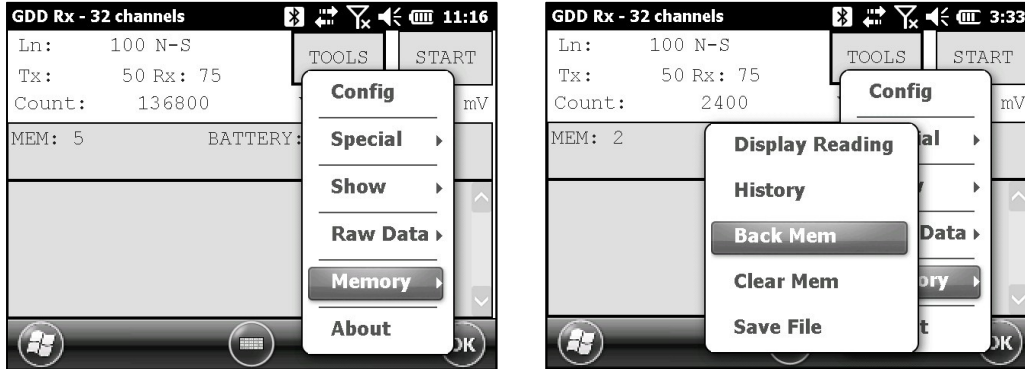 GDD Rx - 32 channels 11:16
Ln: 100 N-S
TOOLS START
Tx: 50 Rx: 75
Count: 136800 mV
MEM: 5 BATTERY:
Config
Special
Show
Raw Data
Memory
About
OK
GDD Rx - 32 channels 3:33
Ln: 100 N-S
TOOLS START
Tx: 50 Rx: 75
Count: 2400 mV
MEM: 2
Config
Display Reading
History
Back Mem
Clear Mem
Save File
Data
OK